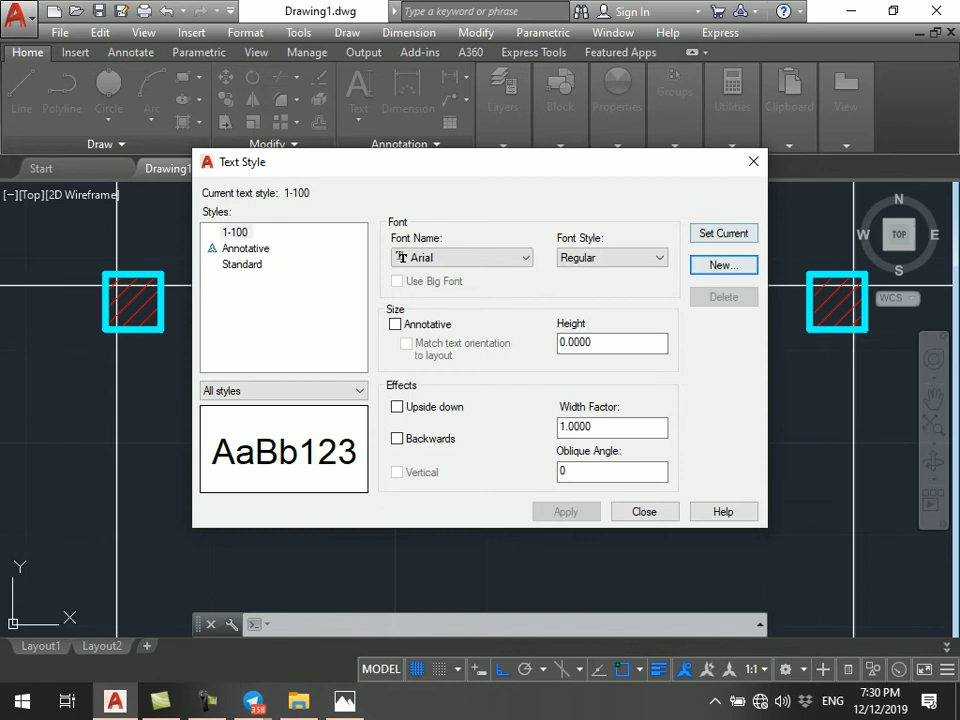 Drawing1.dwg
Type a keyword or phrase
Sign In
File Edit View Insert Format Tools Draw Dimension Modify Parametric Window Help Express
Home Insert Annotate Parametric View Manage Output Add-ins A360 Express Tools Featured Apps
Line Polyline Circle Arc Text Dimension Layers Block Properties Groups Utilities Clipboard View
Draw Modify Annotation
Start Drawing1
[−][Top][2D Wireframe]
Text Style
Current text style: 1-100
Styles:
1-100
Annotative
Standard
All styles
AaBb123
Font
Font Name:
Arial
Font Style:
Regular
Use Big Font
Size
Annotative
Match text orientation
to layout
Height
0.0000
Effects
Upside down
Backwards
Vertical
Width Factor:
1.0000
Oblique Angle:
0
Set Current
New...
Delete
Apply Close Help
N
W TOP E
S
WCS
Y
X
Layout1 Layout2 +
MODEL 1:1
358
ENG
7:30 PM
12/12/2019